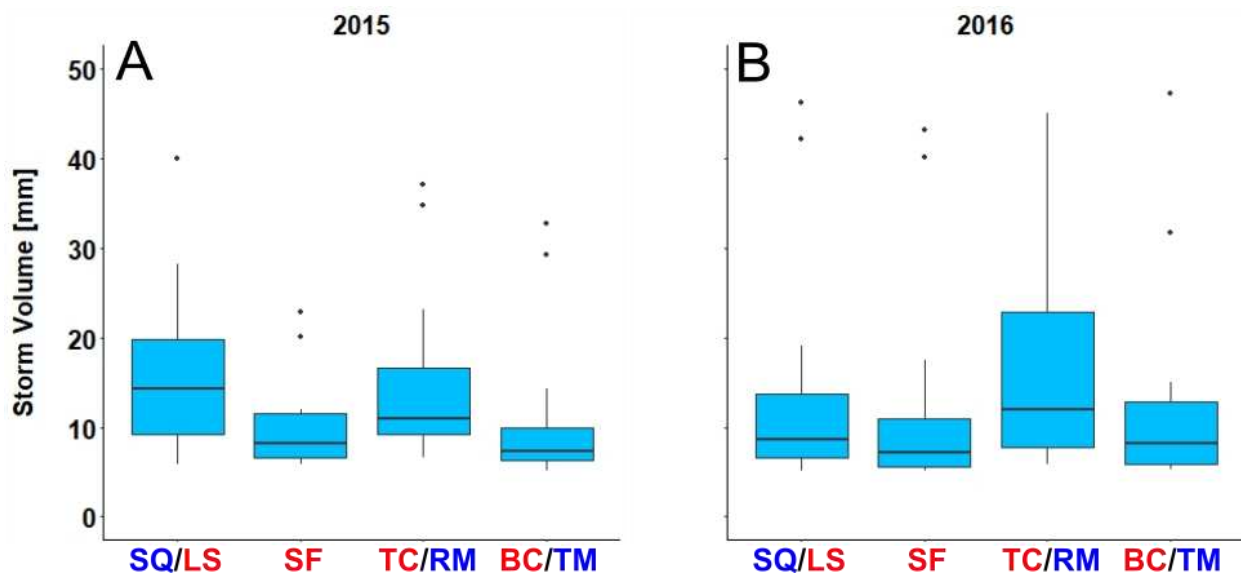 2015
2016
A
B
Storm Volume [mm]
50
40
30
20
10
0
SQ/LS SF TC/RM BC/TM
SQ/LS SF TC/RM BC/TM